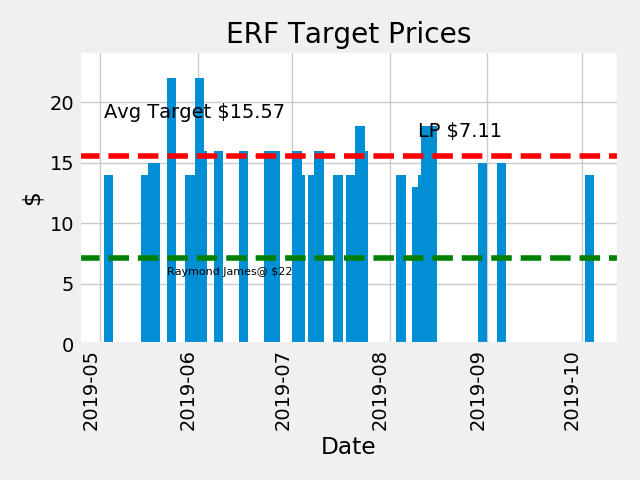 ERF Target Prices
Avg Target $15.57
LP $7.11
Raymond James@ $22
$
20
15
10
5
0
2019-05
2019-06
2019-07
2019-08
2019-09
2019-10
Date